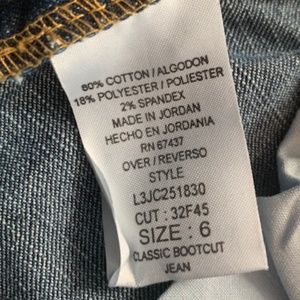 80% COTTON / ALGODON
18% POLYESTER / POLIESTER
2% SPANDEX
MADE IN JORDAN
HECHO EN JORDANIA
RN 67437
OVER / REVERSO
STYLE
L3JC251830
CUT : 32F45
SIZE : 6
CLASSIC BOOTCUT
JEAN